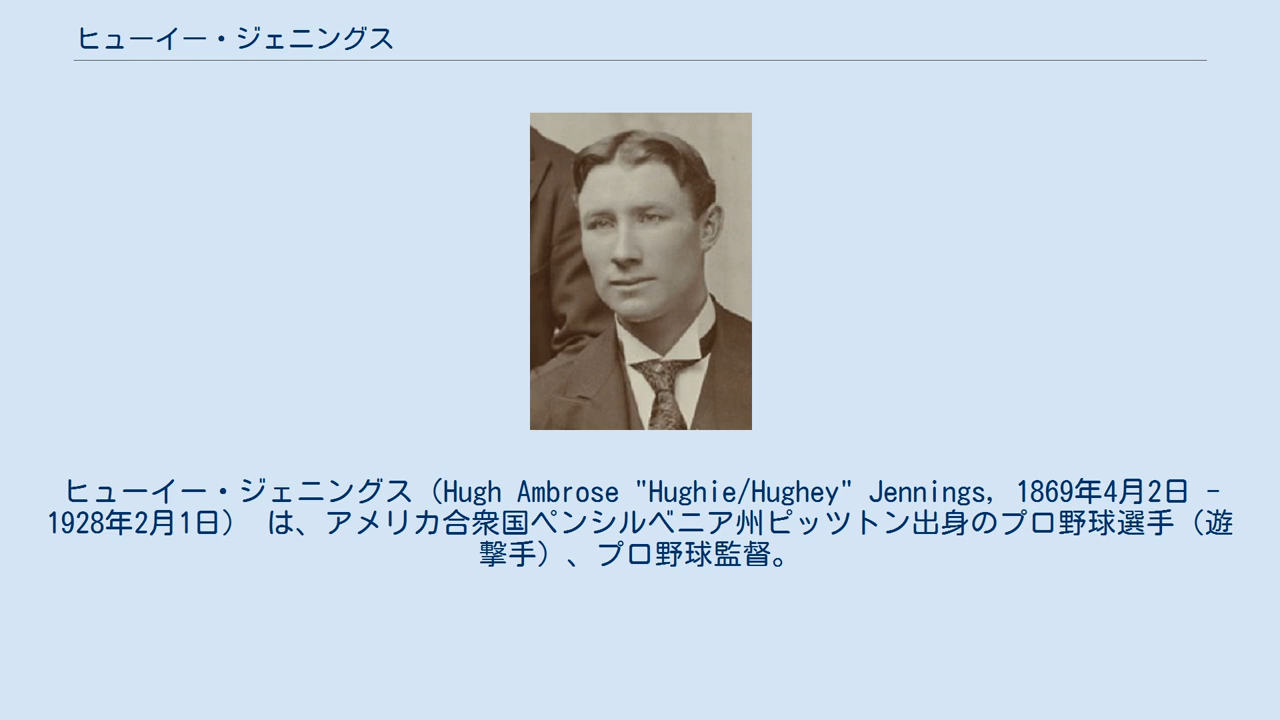 ヒューイー・ジェニングス
ヒューイー・ジェニングス（Hugh Ambrose "Hughie/Hughey" Jennings, 1869年4月2日 -
1928年2月1日） は、アメリカ合衆国ペンシルベニア州ピッツトン出身のプロ野球選手（遊
撃手）、プロ野球監督。